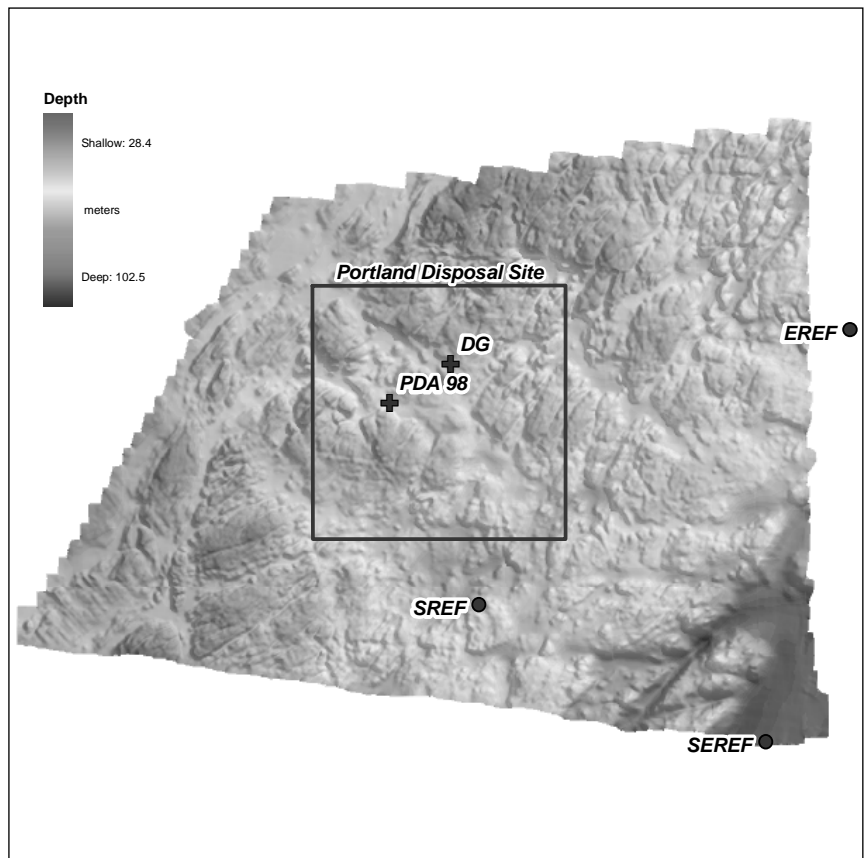 Depth
Shallow: 28.4
meters
Deep: 102.5
Portland Disposal Site
EREF
DG
PDA 98
SREF
SEREF